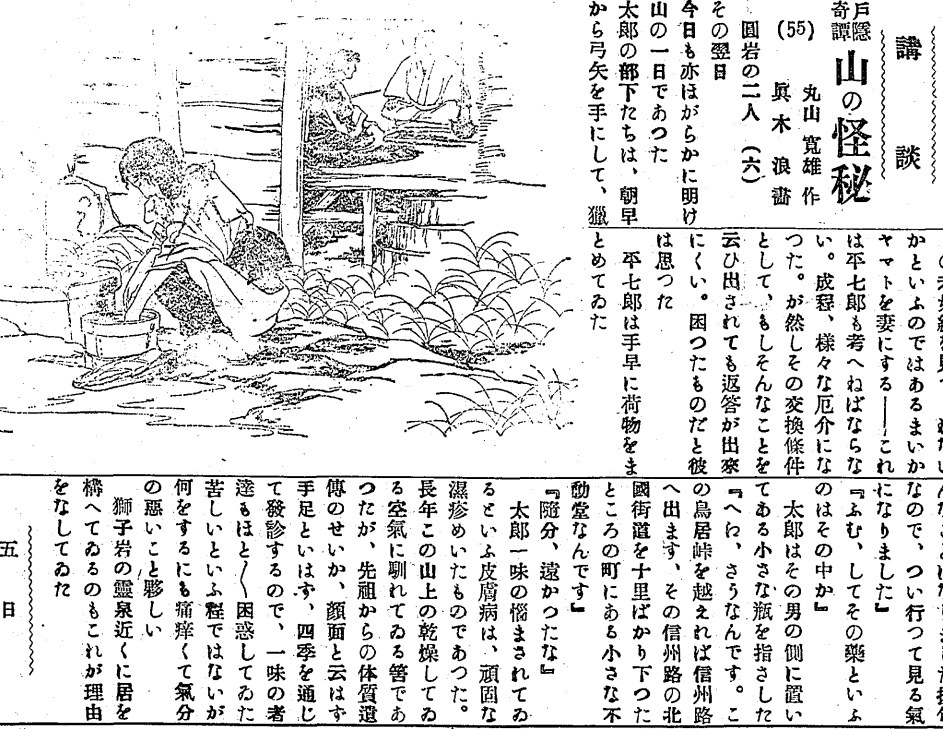 講談
戸隱
奇譚
山の怪秘
丸山寛雄作
眞木浪畵
(55)
圓岩の二人（六）
その翌日
今日も亦はがらかに明け
山の一日であつた
太郎の部下たちは、朝早
から弓矢を手にして、獵
かといふのではあるまいか
ヤマトを妻にする――これ
は平七郎も考へねばならな
い。成程、様々な厄介にな
つた。が然しその交換條件
として、もしそんなことを
云ひ出されても返答が出來
にくい。困つたものだと彼
は思つた
平七郎は手早に荷物をま
とめてゐた
なので、つい行つて見る氣
になりました』
『ふむ、してその藥といふ
のはその中か』
太郎はその男の側に置い
てある小さな瓶を指さした
『へね、さうなんです。こ
の鳥居峠を越えれば信州路
へ出ます、その信州路の北
國街道を十里ばかり下つた
ところの町にある小さな不
動堂なんです』
『隨分、遠かつたな』
太郎一味の惱まされてゐ
るといふ皮膚病は、頑固な
濕疹めいたものであつた。
長年この山上の乾燥してゐ
る空氣に馴れてゐる筈であ
つたが、先祖からの体質遺
傳のせいか、顔面と云はず
手足といはず、四季を通じ
て發診するので、一味の者
達もほと〳〵困惑してゐた
苦しいといふ程ではないが
何をするにも痛痒くて氣分
の惡いこと夥しい
獅子岩の靈泉近くに居を
構へてゐるのもこれが理由
をなしてゐた
五日